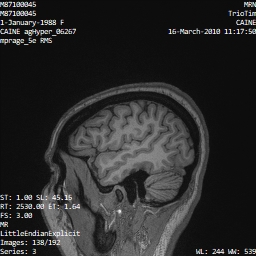 M87100045
M87100045
1-January-1988 F
CAINE agHyper_06267
mprage_5e RMS
MRN
TrioTim
CAINE
16-March-2010 11:17:50
ST: 1.00 SL: 45.15
RT: 2530.00 ET: 1.64
FS: 3.00
MR
LittleEndianExplicit
Images: 138/192
Series: 3
WL: 244 WW: 539